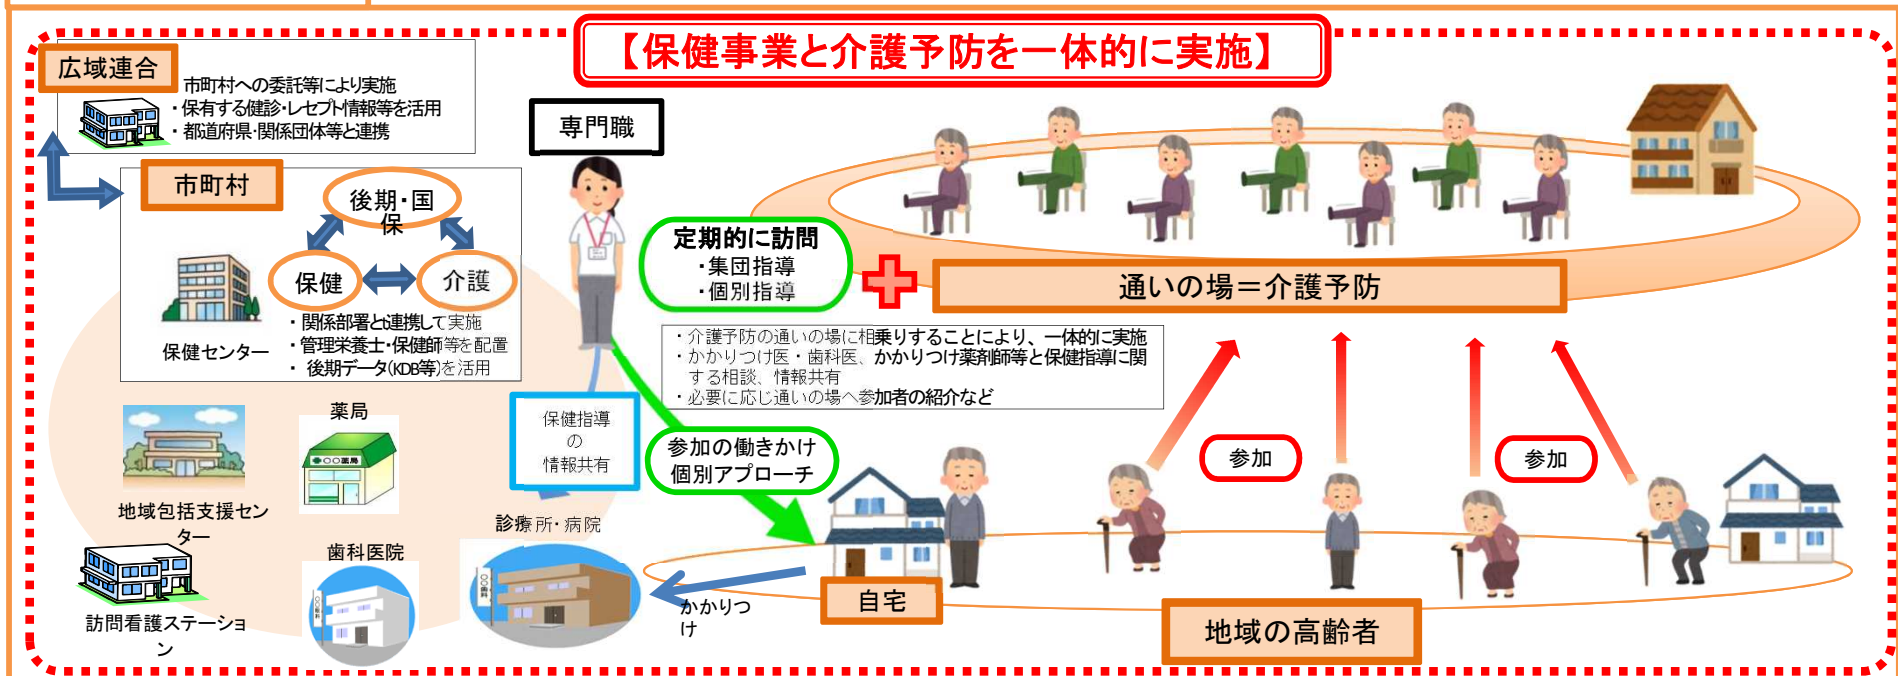 【保健事業と介護予防を一体的に実施】
広域連合
市町村への委託等により実施
・保有する健診・レセプト情報等を活用
・都道府県・関係団体等と連携
市町村
後期・国
保
保健
介護
保健センター
・関係部署と連携して実施
・管理栄養士・保健師等を配置
・後期データ(KDB等)を活用
専門職
定期的に訪問
・集団指導
・個別指導
通いの場＝介護予防
・介護予防の通いの場に相乗りすることにより、一体的に実施
・かかりつけ医・歯科医、かかりつけ薬剤師等と保健指導に関
する相談、情報共有
・必要に応じ通いの場へ参加者の紹介など
保健指導
の
情報共有
参加の働きかけ
個別アプローチ
参加
参加
薬局
〇〇薬局
地域包括支援セン
ター
診療所・病院
歯科医院
〇〇歯科
訪問看護ステーショ
ン
かかりつ
け
自宅
地域の高齢者